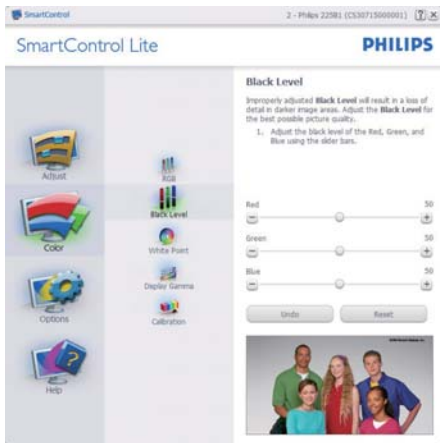 SmartControl
2 - Philips 225B1 (CS30715000001)
SmartControl Lite
PHILIPS
Adjust
Color
Options
Help
RGB
Black Level
White Point
Display Gamma
Calibration
Black Level
Improperly adjusted Black Level will result in a loss of
detail in darker image areas. Adjust the Black Level for
the best possible picture quality.
1. Adjust the black level of the Red, Green, and
Blue using the slider bars.
Red 50
Green 50
Blue 50
Undo
Reset